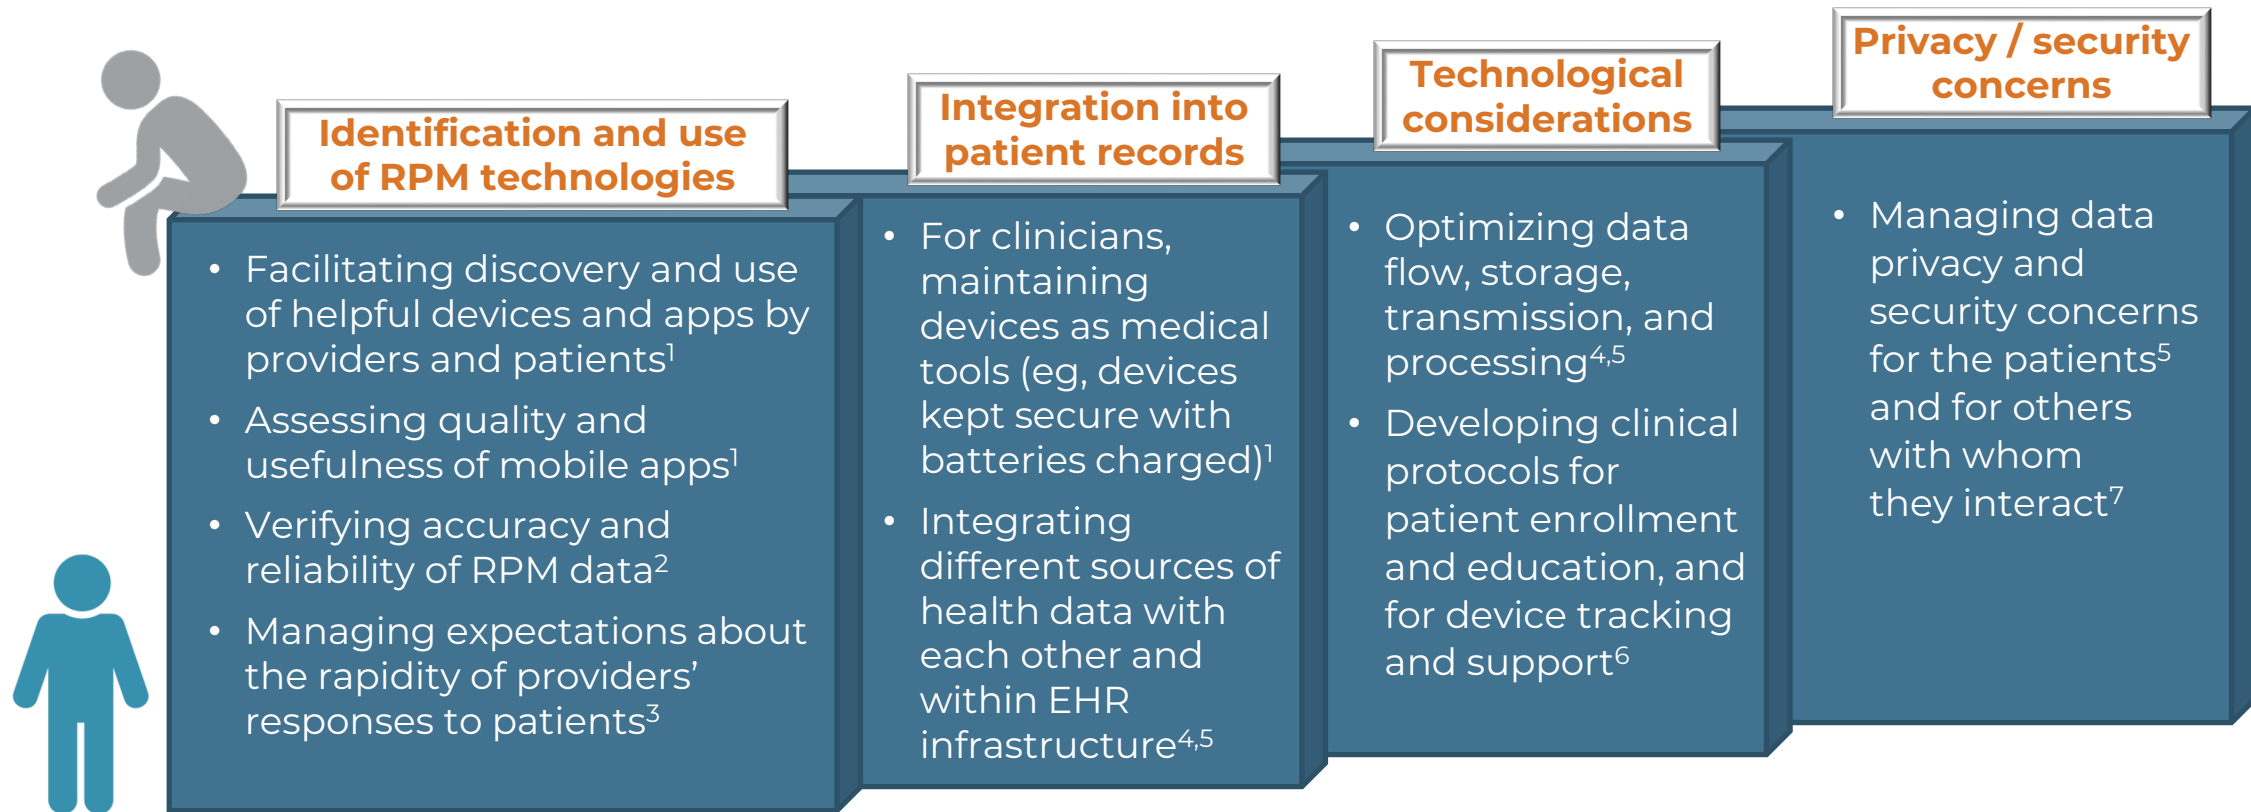 Identification and use
of RPM technologies
• Facilitating discovery and use
of helpful devices and apps by
providers and patients¹
• Assessing quality and
usefulness of mobile apps¹
• Verifying accuracy and
reliability of RPM data²
• Managing expectations about
the rapidity of providers’
responses to patients³
Integration into
patient records
• For clinicians,
maintaining
devices as medical
tools (eg, devices
kept secure with
batteries charged)¹
• Integrating
different sources of
health data with
each other and
within EHR
infrastructure⁴,⁵
Technological
considerations
• Optimizing data
flow, storage,
transmission, and
processing⁴,⁵
• Developing clinical
protocols for
patient enrollment
and education, and
for device tracking
and support⁶
Privacy / security
concerns
• Managing data
privacy and
security concerns
for the patients⁵
and for others
with whom
they interact⁷